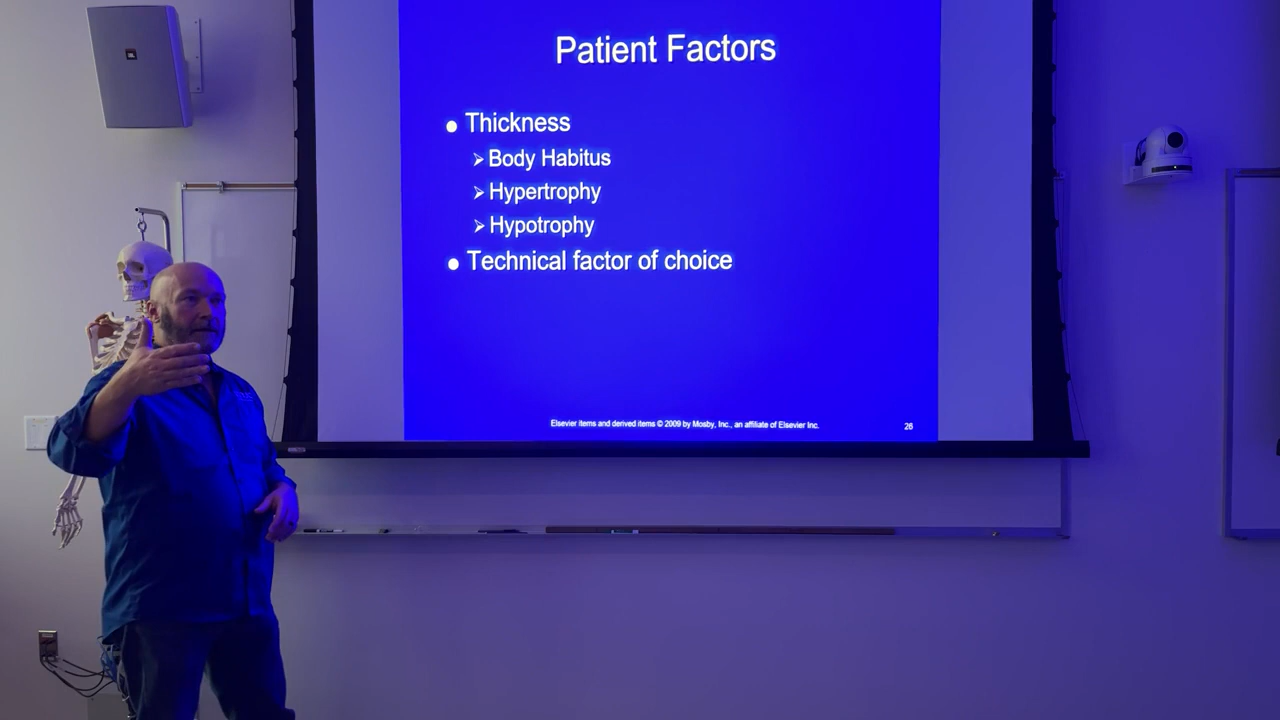 JBL
Patient Factors
● Thickness
➢ Body Habitus
➢ Hypertrophy
➢ Hypotrophy
● Technical factor of choice
Elsevier items and derived items © 2009 by Mosby, Inc., an affiliate of Elsevier Inc.
26